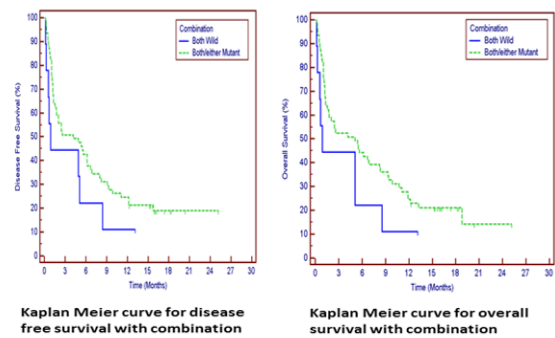 Combination
Both Wild
Both/either Mutant
Disease Free Survival (%)
100
90
80
70
60
50
40
30
20
10
0
0 3 6 9 12 15 18 21 24 27 30
Time (Months)
Kaplan Meier curve for disease
free survival with combination
Combination
Both Wild
Both/either Mutant
Overall Survival (%)
100
90
80
70
60
50
40
30
20
10
0
0 3 6 9 12 15 18 21 24 27 30
Time (Months)
Kaplan Meier curve for overall
survival with combination